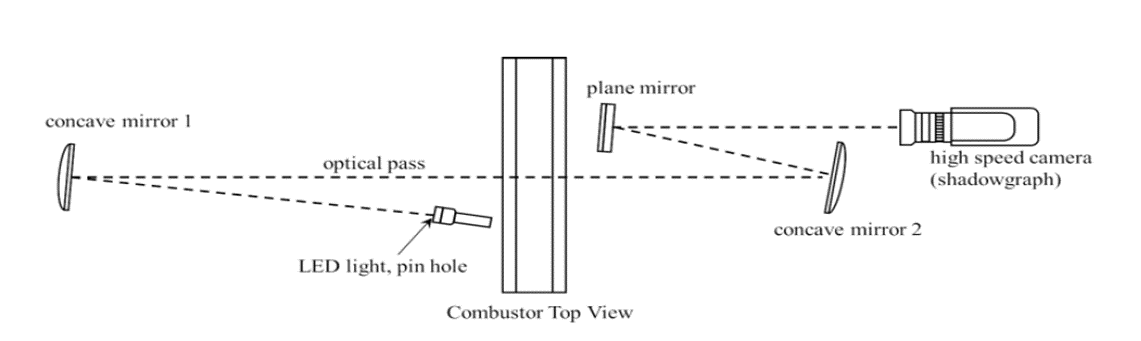 plane mirror
concave mirror 1
optical pass
high speed camera
(shadowgraph)
concave mirror 2
LED light, pin hole
Combustor Top View